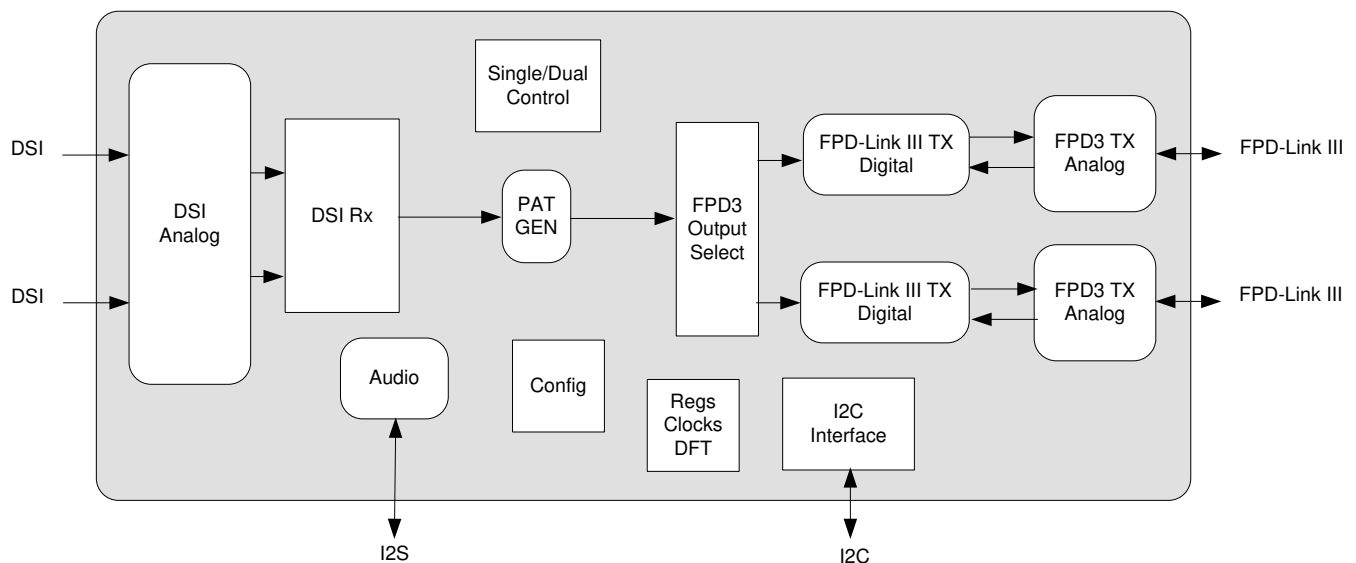 Single/Dual
Control
DSI
DSI
DSI
Analog
DSI Rx
PAT
GEN
FPD3
Output
Select
FPD-Link III TX
Digital
FPD3 TX
Analog
FPD-Link III
FPD-Link III TX
Digital
FPD3 TX
Analog
FPD-Link III
Audio
Config
Regs
Clocks
DFT
I2C
Interface
I2S
I2C